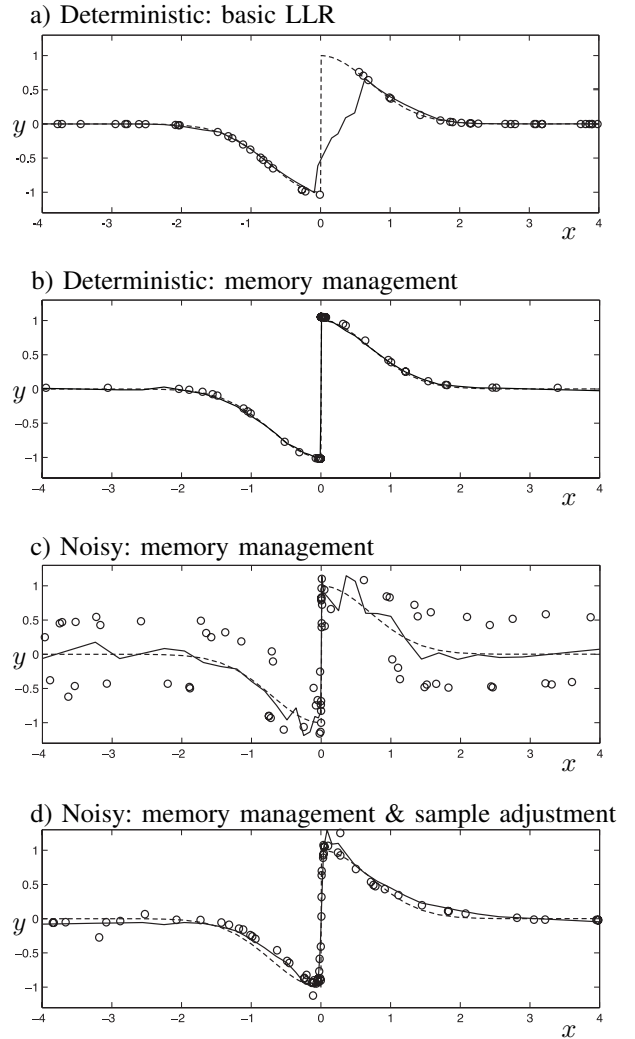 a) Deterministic: basic LLR
1
0.5
y 0
-0.5
-1
-4 -3 -2 -1 0 1 2 3 4
x
b) Deterministic: memory management
1
0.5
y 0
−0.5
−1
−4 −3 −2 −1 0 1 2 3 4
x
c) Noisy: memory management
1
0.5
y 0
−0.5
−1
−4 −3 −2 −1 0 1 2 3 4
x
d) Noisy: memory management & sample adjustment
1
0.5
y 0
−0.5
−1
−4 −3 −2 −1 0 1 2 3 4
x